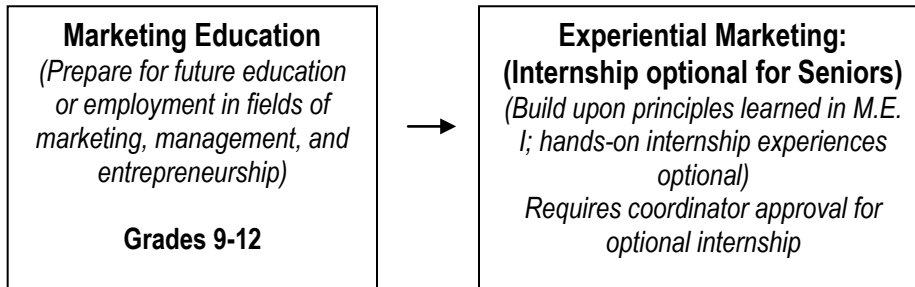 Marketing Education
(Prepare for future education
or employment in fields of
marketing, management, and
entrepreneurship)
Grades 9-12
Experiential Marketing:
(Internship optional for Seniors)
(Build upon principles learned in M.E.
I; hands-on internship experiences
optional)
Requires coordinator approval for
optional internship